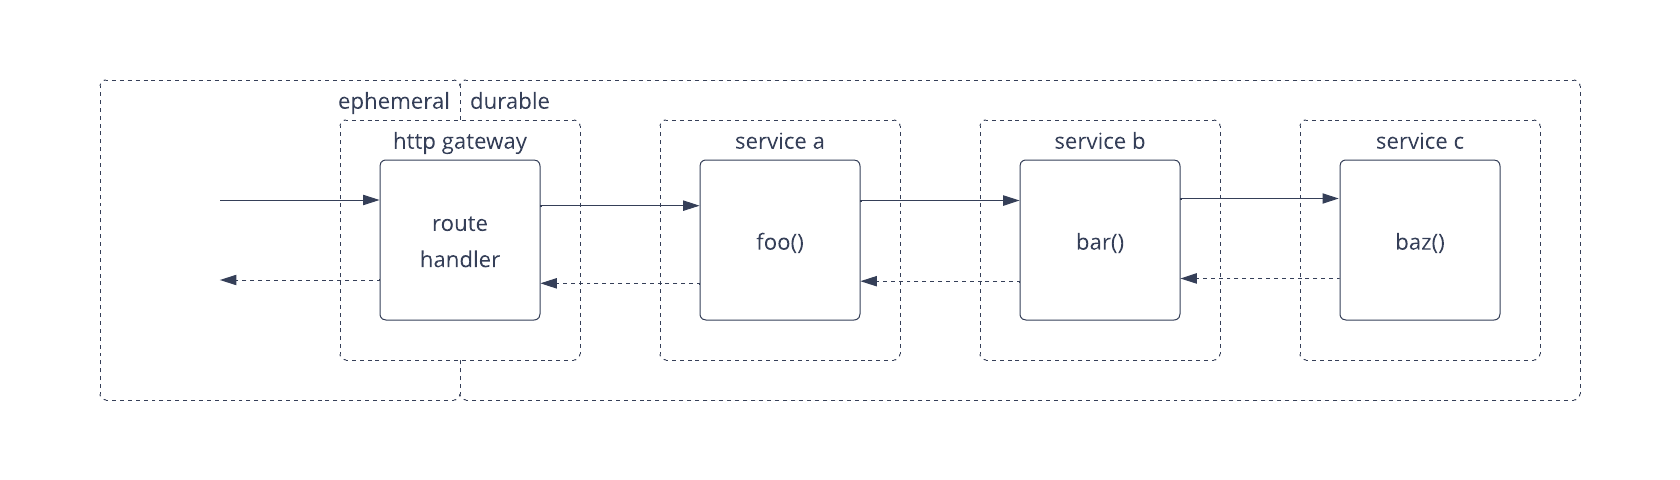 ephemeral
durable
http gateway
service a
service b
service c
route
handler
foo()
bar()
baz()